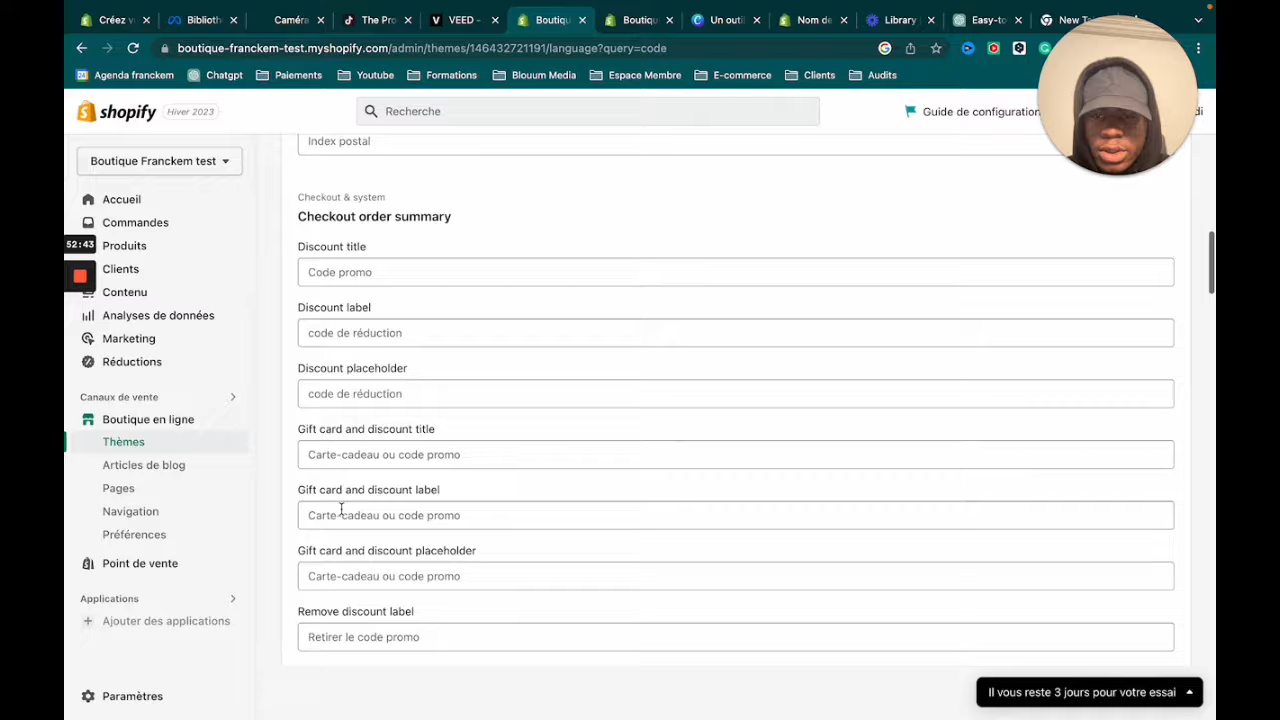 Créez v
Biblioth
Caméra
The Pro
VEED -
Boutiqu
Boutiqu
Un outi
Nom de
Library
Easy-to
New Ta
boutique-franckem-test.myshopify.com/admin/themes/146432721191/language?query=code
Agenda franckem
Chatgpt
Paiements
Youtube
Formations
Blouum Media
Espace Membre
E-commerce
Clients
Audits
shopify
Hiver 2023
Recherche
Guide de configuration
di
Boutique Franckem test
Accueil
Commandes
52:43
Produits
Clients
Contenu
Analyses de données
Marketing
Réductions
Canaux de vente
Boutique en ligne
Thèmes
Articles de blog
Pages
Navigation
Préférences
Point de vente
Applications
Ajouter des applications
Paramètres
Index postal
Checkout & system
Checkout order summary
Discount title
Code promo
Discount label
code de réduction
Discount placeholder
code de réduction
Gift card and discount title
Carte-cadeau ou code promo
Gift card and discount label
Carte-cadeau ou code promo
Gift card and discount placeholder
Carte-cadeau ou code promo
Remove discount label
Retirer le code promo
Il vous reste 3 jours pour votre essai